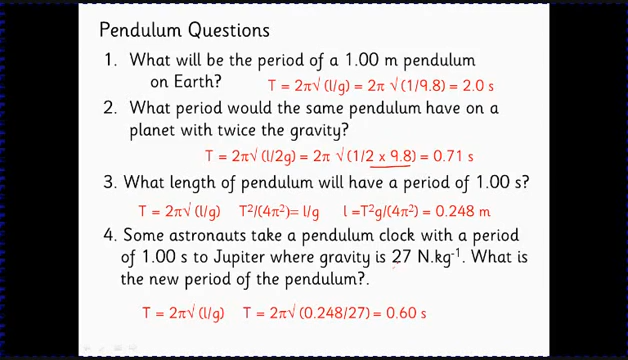 Pendulum Questions
1. What will be the period of a 1.00 m pendulum
on Earth? T = 2π√ (l/g) = 2π √(1/9.8) = 2.0 s
2. What period would the same pendulum have on a
planet with twice the gravity?
T = 2π√ (l/2g) = 2π √(1/2 x 9.8) = 0.71 s
3. What length of pendulum will have a period of 1.00 s?
T = 2π√ (l/g) T²/(4π²)= l/g l =T²g/(4π²) = 0.248 m
4. Some astronauts take a pendulum clock with a period
of 1.00 s to Jupiter where gravity is 27 N.kg⁻¹. What is
the new period of the pendulum?.
T = 2π√ (l/g) T = 2π√ (0.248/27) = 0.60 s